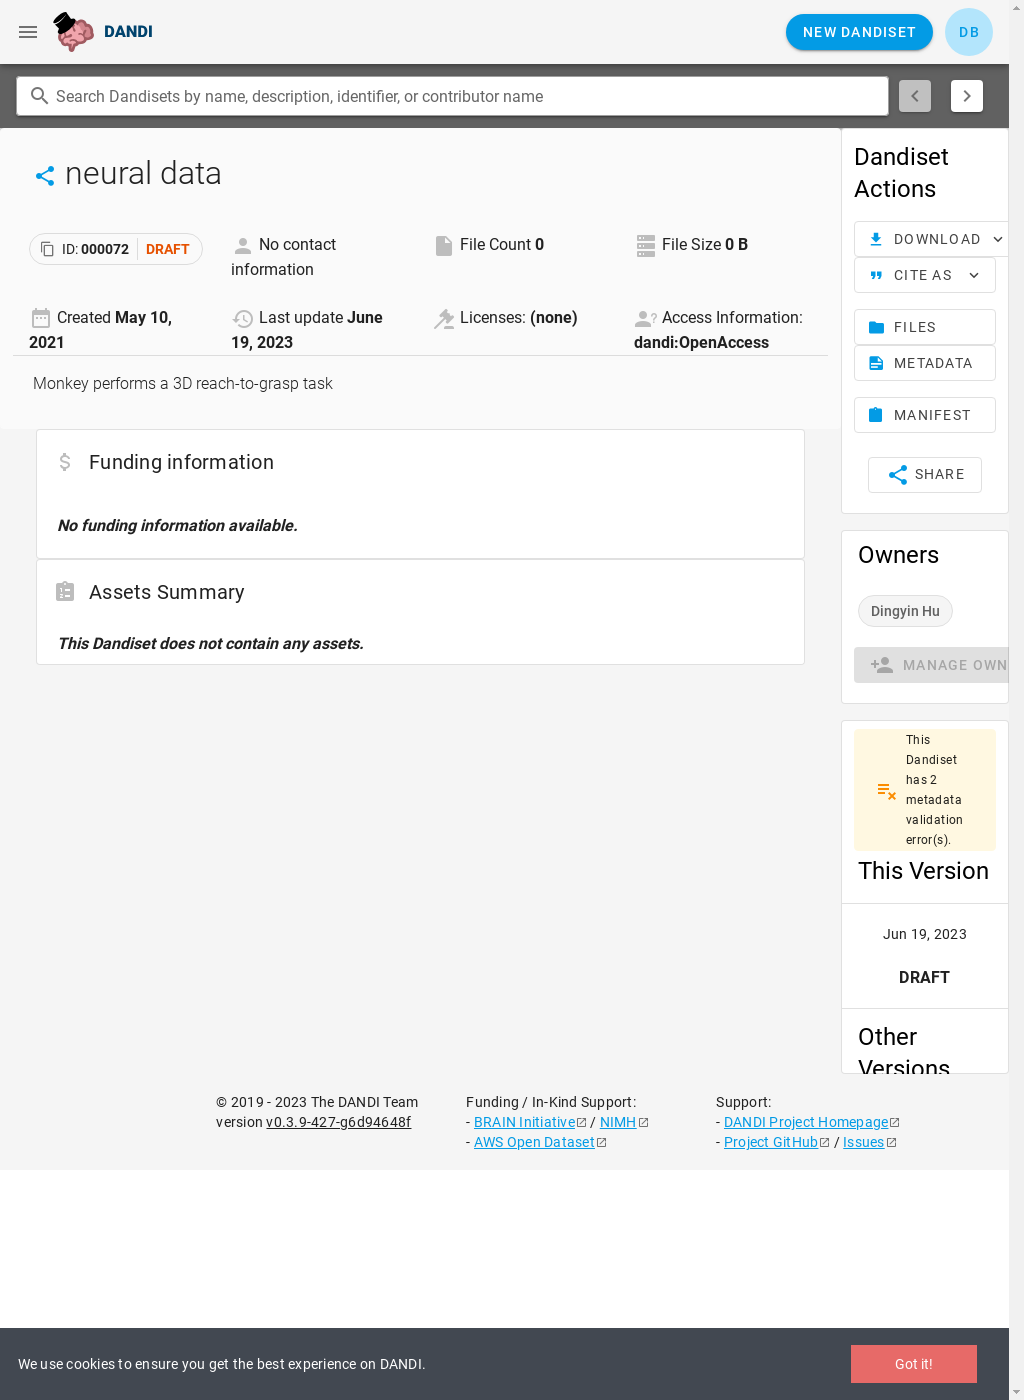 DANDI
NEW DANDISET
DB
Search Dandisets by name, description, identifier, or contributor name
neural data
ID: 000072 DRAFT
No contact
information
File Count 0
File Size 0 B
Created May 10,
2021
Last update June
19, 2023
Licenses: (none)
Access Information:
dandi:OpenAccess
Monkey performs a 3D reach-to-grasp task
Funding information
No funding information available.
Assets Summary
This Dandiset does not contain any assets.
Dandiset
Actions
DOWNLOAD
CITE AS
FILES
METADATA
MANIFEST
SHARE
Owners
Dingyin Hu
MANAGE OWN
This
Dandiset
has 2
metadata
validation
error(s).
This Version
Jun 19, 2023
DRAFT
Other
Versions
© 2019 - 2023 The DANDI Team
version v0.3.9-427-g6d94648f
Funding / In-Kind Support:
- BRAIN Initiative / NIMH
- AWS Open Dataset
Support:
- DANDI Project Homepage
- Project GitHub / Issues
We use cookies to ensure you get the best experience on DANDI.
Got it!